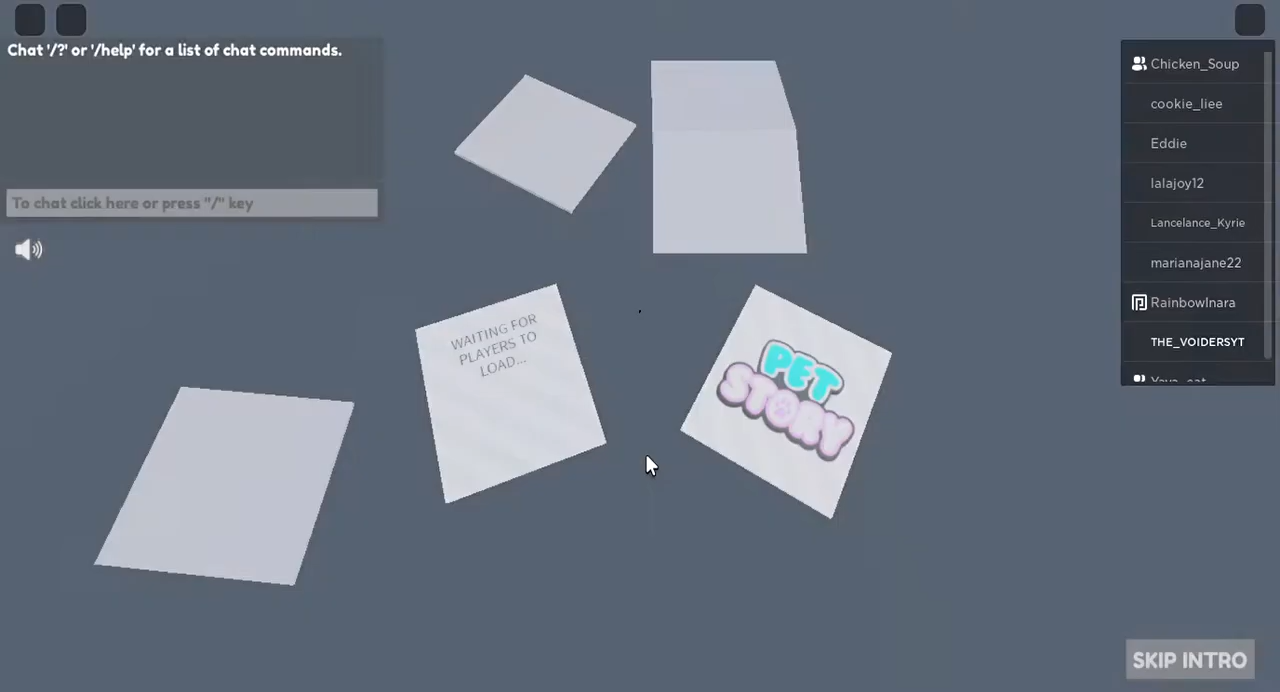 Chat '/?' or '/help' for a list of chat commands.
To chat click here or press "/" key
WAITING FOR
PLAYERS TO
LOAD...
PET
STORY
Chicken_Soup
cookie_liee
Eddie
lalajoy12
Lancelance_Kyrie
marianajane22
RainbowInara
THE_VOIDERSYT
SKIP INTRO